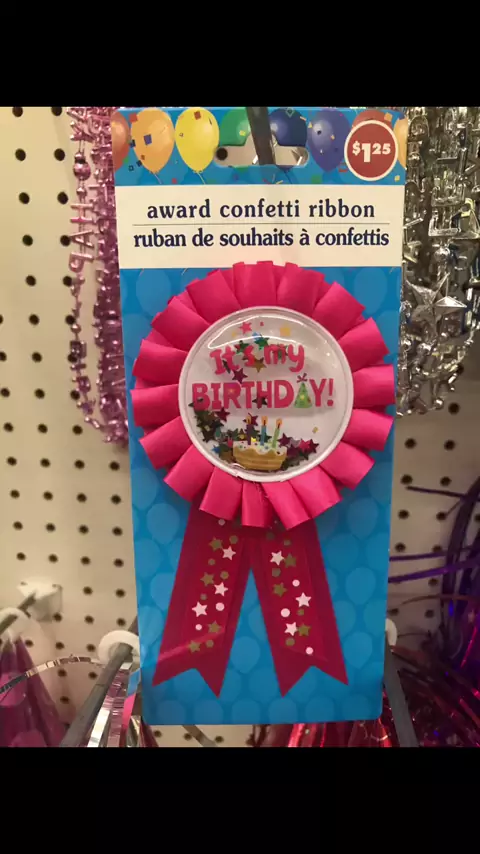 $1.25
award confetti ribbon
ruban de souhaits à confettis
It's my
BIRTHDAY!